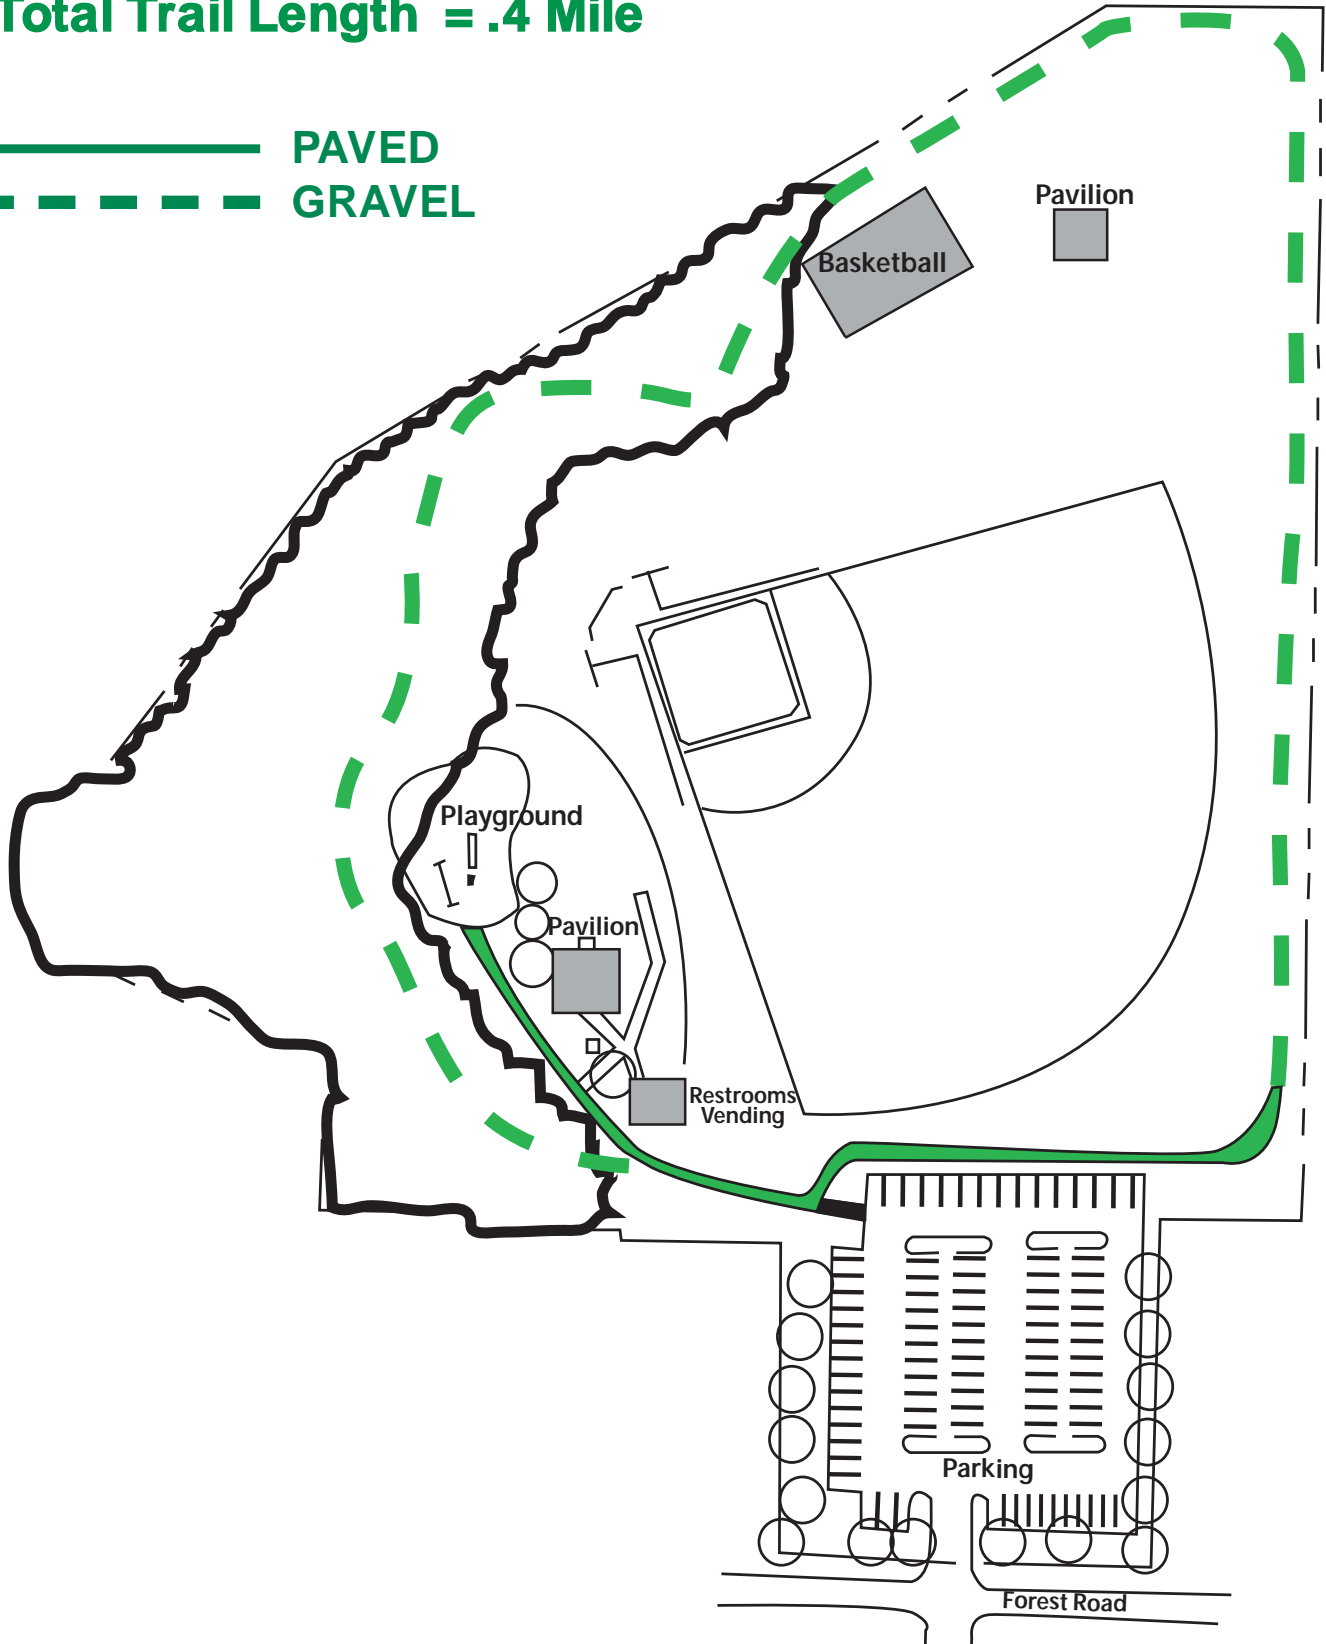 Total Trail Length = .4 Mile
PAVED
GRAVEL
Pavilion
Basketball
Playground
Pavilion
Restrooms
Vending
Parking
Forest Road